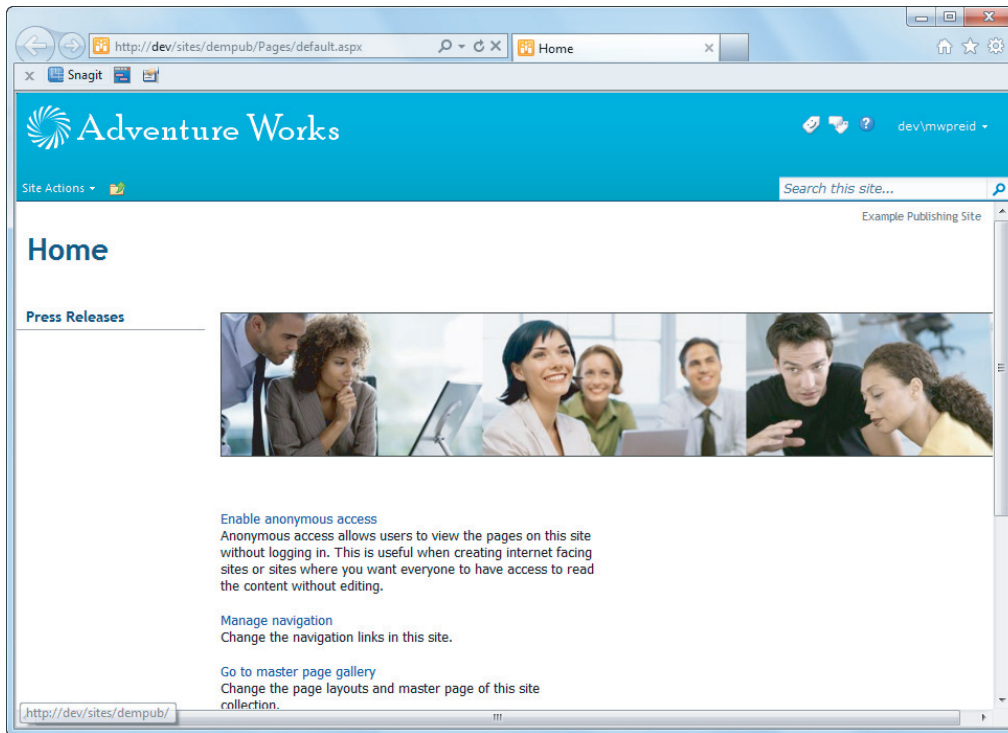 http://dev/sites/dempub/Pages/default.aspx
Home
x Snagit
Adventure Works
dev\mwpreid
Site Actions
Search this site...
Example Publishing Site
Home
Press Releases
Enable anonymous access
Anonymous access allows users to view the pages on this site
without logging in. This is useful when creating internet facing
sites or sites where you want everyone to have access to read
the content without editing.
Manage navigation
Change the navigation links in this site.
Go to master page gallery
Change the page layouts and master page of this site
collection.
http://dev/sites/dempub/